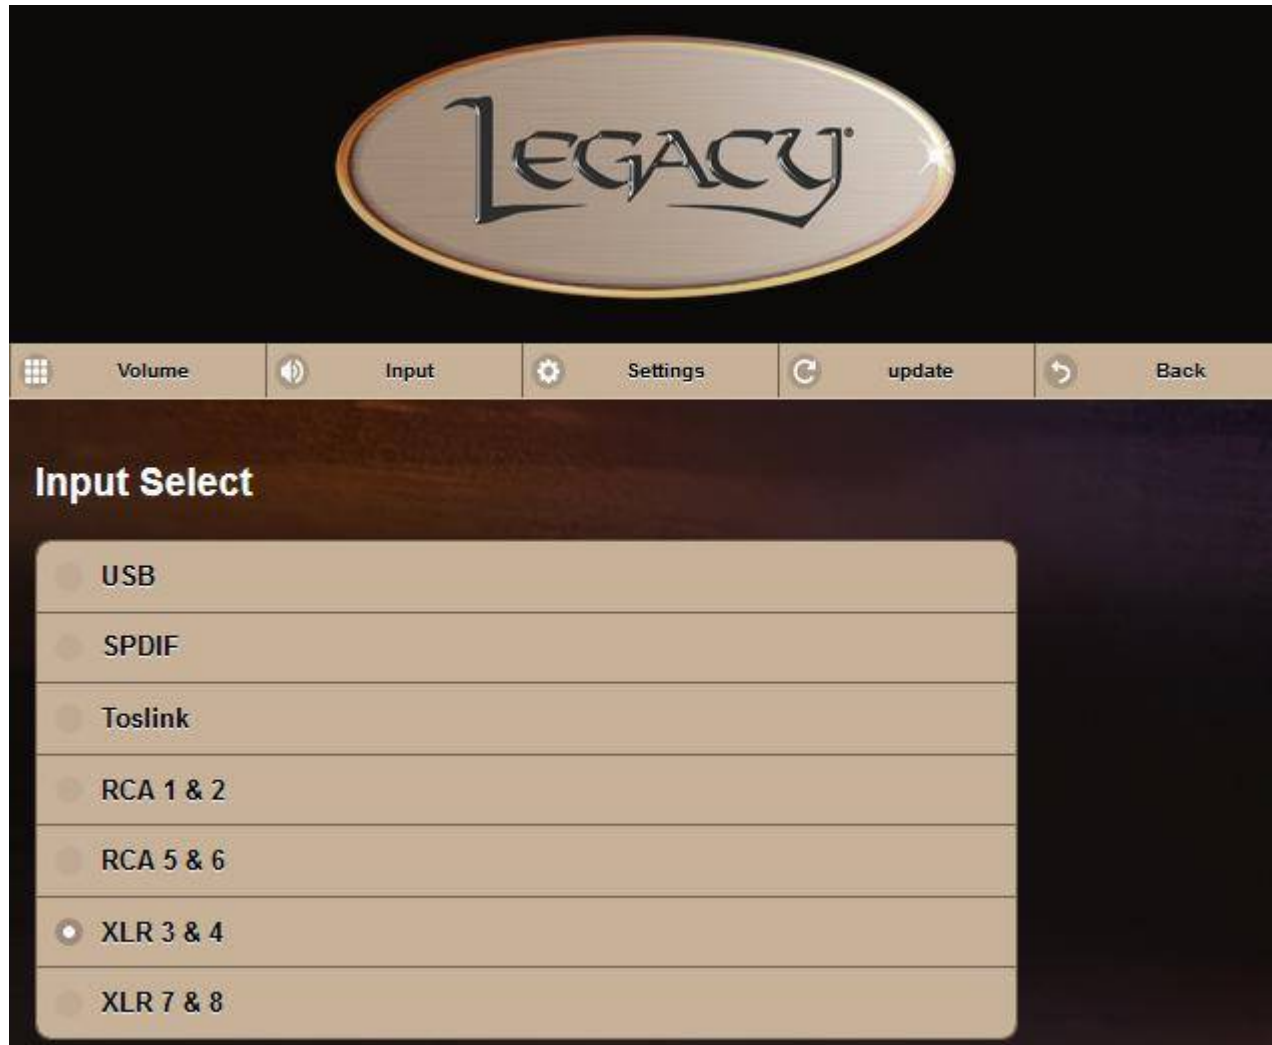 LEGACY®
Volume Input Settings update Back
Input Select
USB
SPDIF
Toslink
RCA 1 & 2
RCA 5 & 6
XLR 3 & 4
XLR 7 & 8